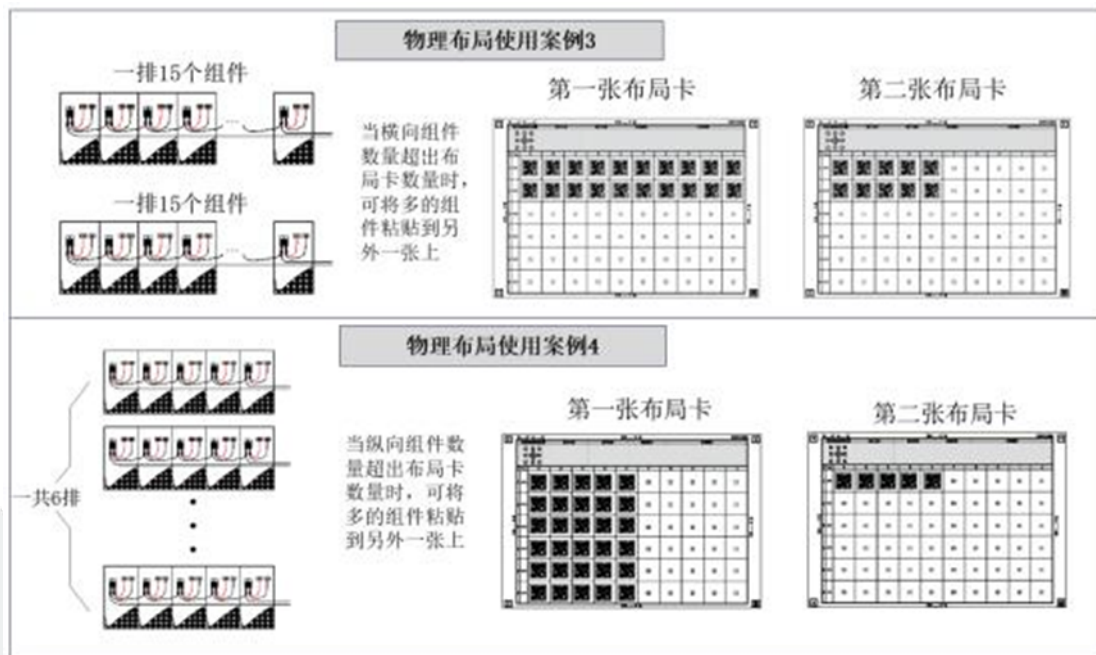 物理布局使用案例3
一排15个组件
一排15个组件
当横向组件
数量超出布
局卡数量时，
可将多的组
件粘贴到另
外一张上
第一张布局卡
第二张布局卡
物理布局使用案例4
一共6排
当纵向组件数
量超出布局卡
数量时，可将
多的组件粘贴
到另外一张上
第一张布局卡
第二张布局卡